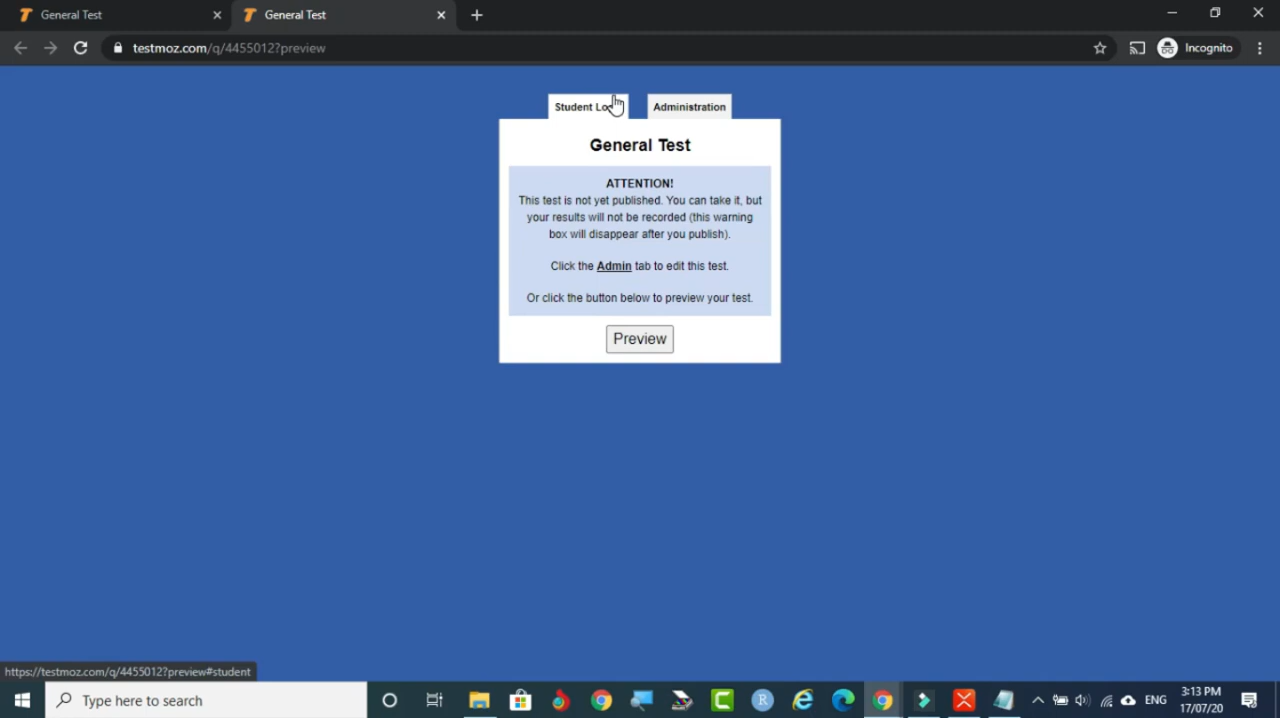 General Test
General Test
testmoz.com/q/4455012?preview
Incognito
Student Lo
Administration
General Test
ATTENTION!
This test is not yet published. You can take it, but
your results will not be recorded (this warning
box will disappear after you publish).
Click the Admin tab to edit this test.
Or click the button below to preview your test.
Preview
https://testmoz.com/q/4455012?preview#student
Type here to search
ENG
3:13 PM
17/07/20